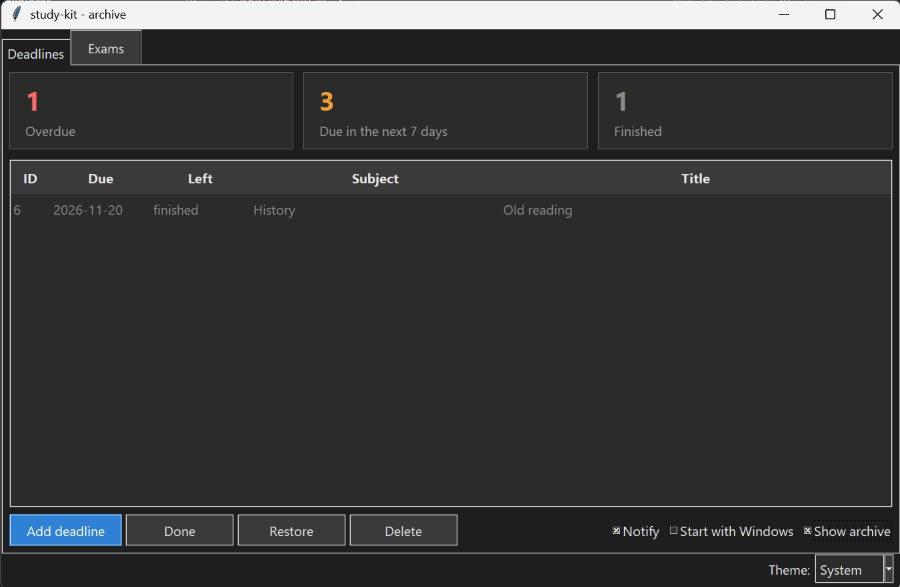 study-kit - archive
Deadlines Exams
1 3 1
Overdue Due in the next 7 days Finished
ID Due Left Subject Title
6 2026-11-20 finished History Old reading
Add deadline Done Restore Delete Notify Start with Windows Show archive
Theme: System